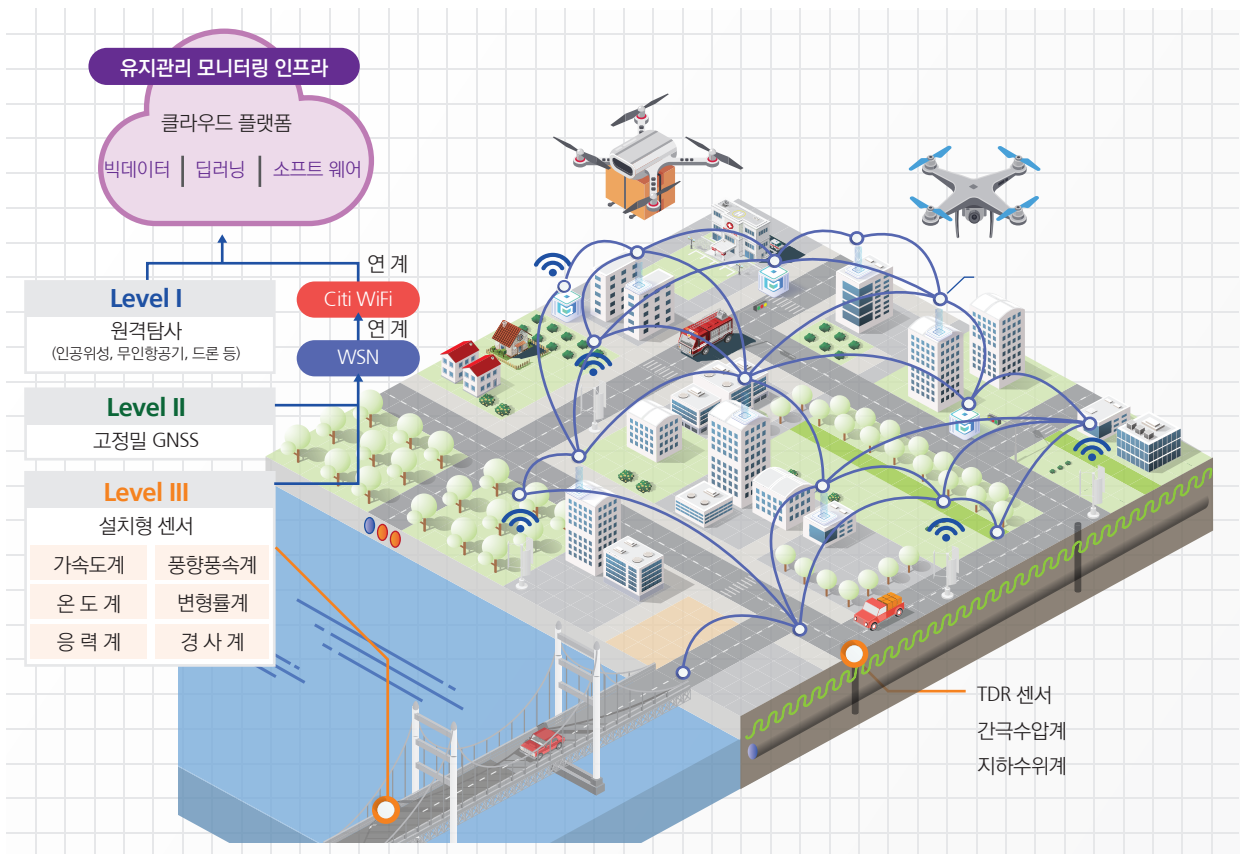 유지관리 모니터링 인프라
클라우드 플랫폼
빅데이터 | 딥러닝 | 소프트 웨어
연 계
Citi WiFi
연계
WSN
Level I
원격탐사
(인공위성, 무인항공기, 드론 등)
Level II
고정밀 GNSS
Level III
설치형 센서
가속도계 풍향풍속계
온 도 계 변형률계
응 력 계 경 사 계
TDR 센서
간극수압계
지하수위계